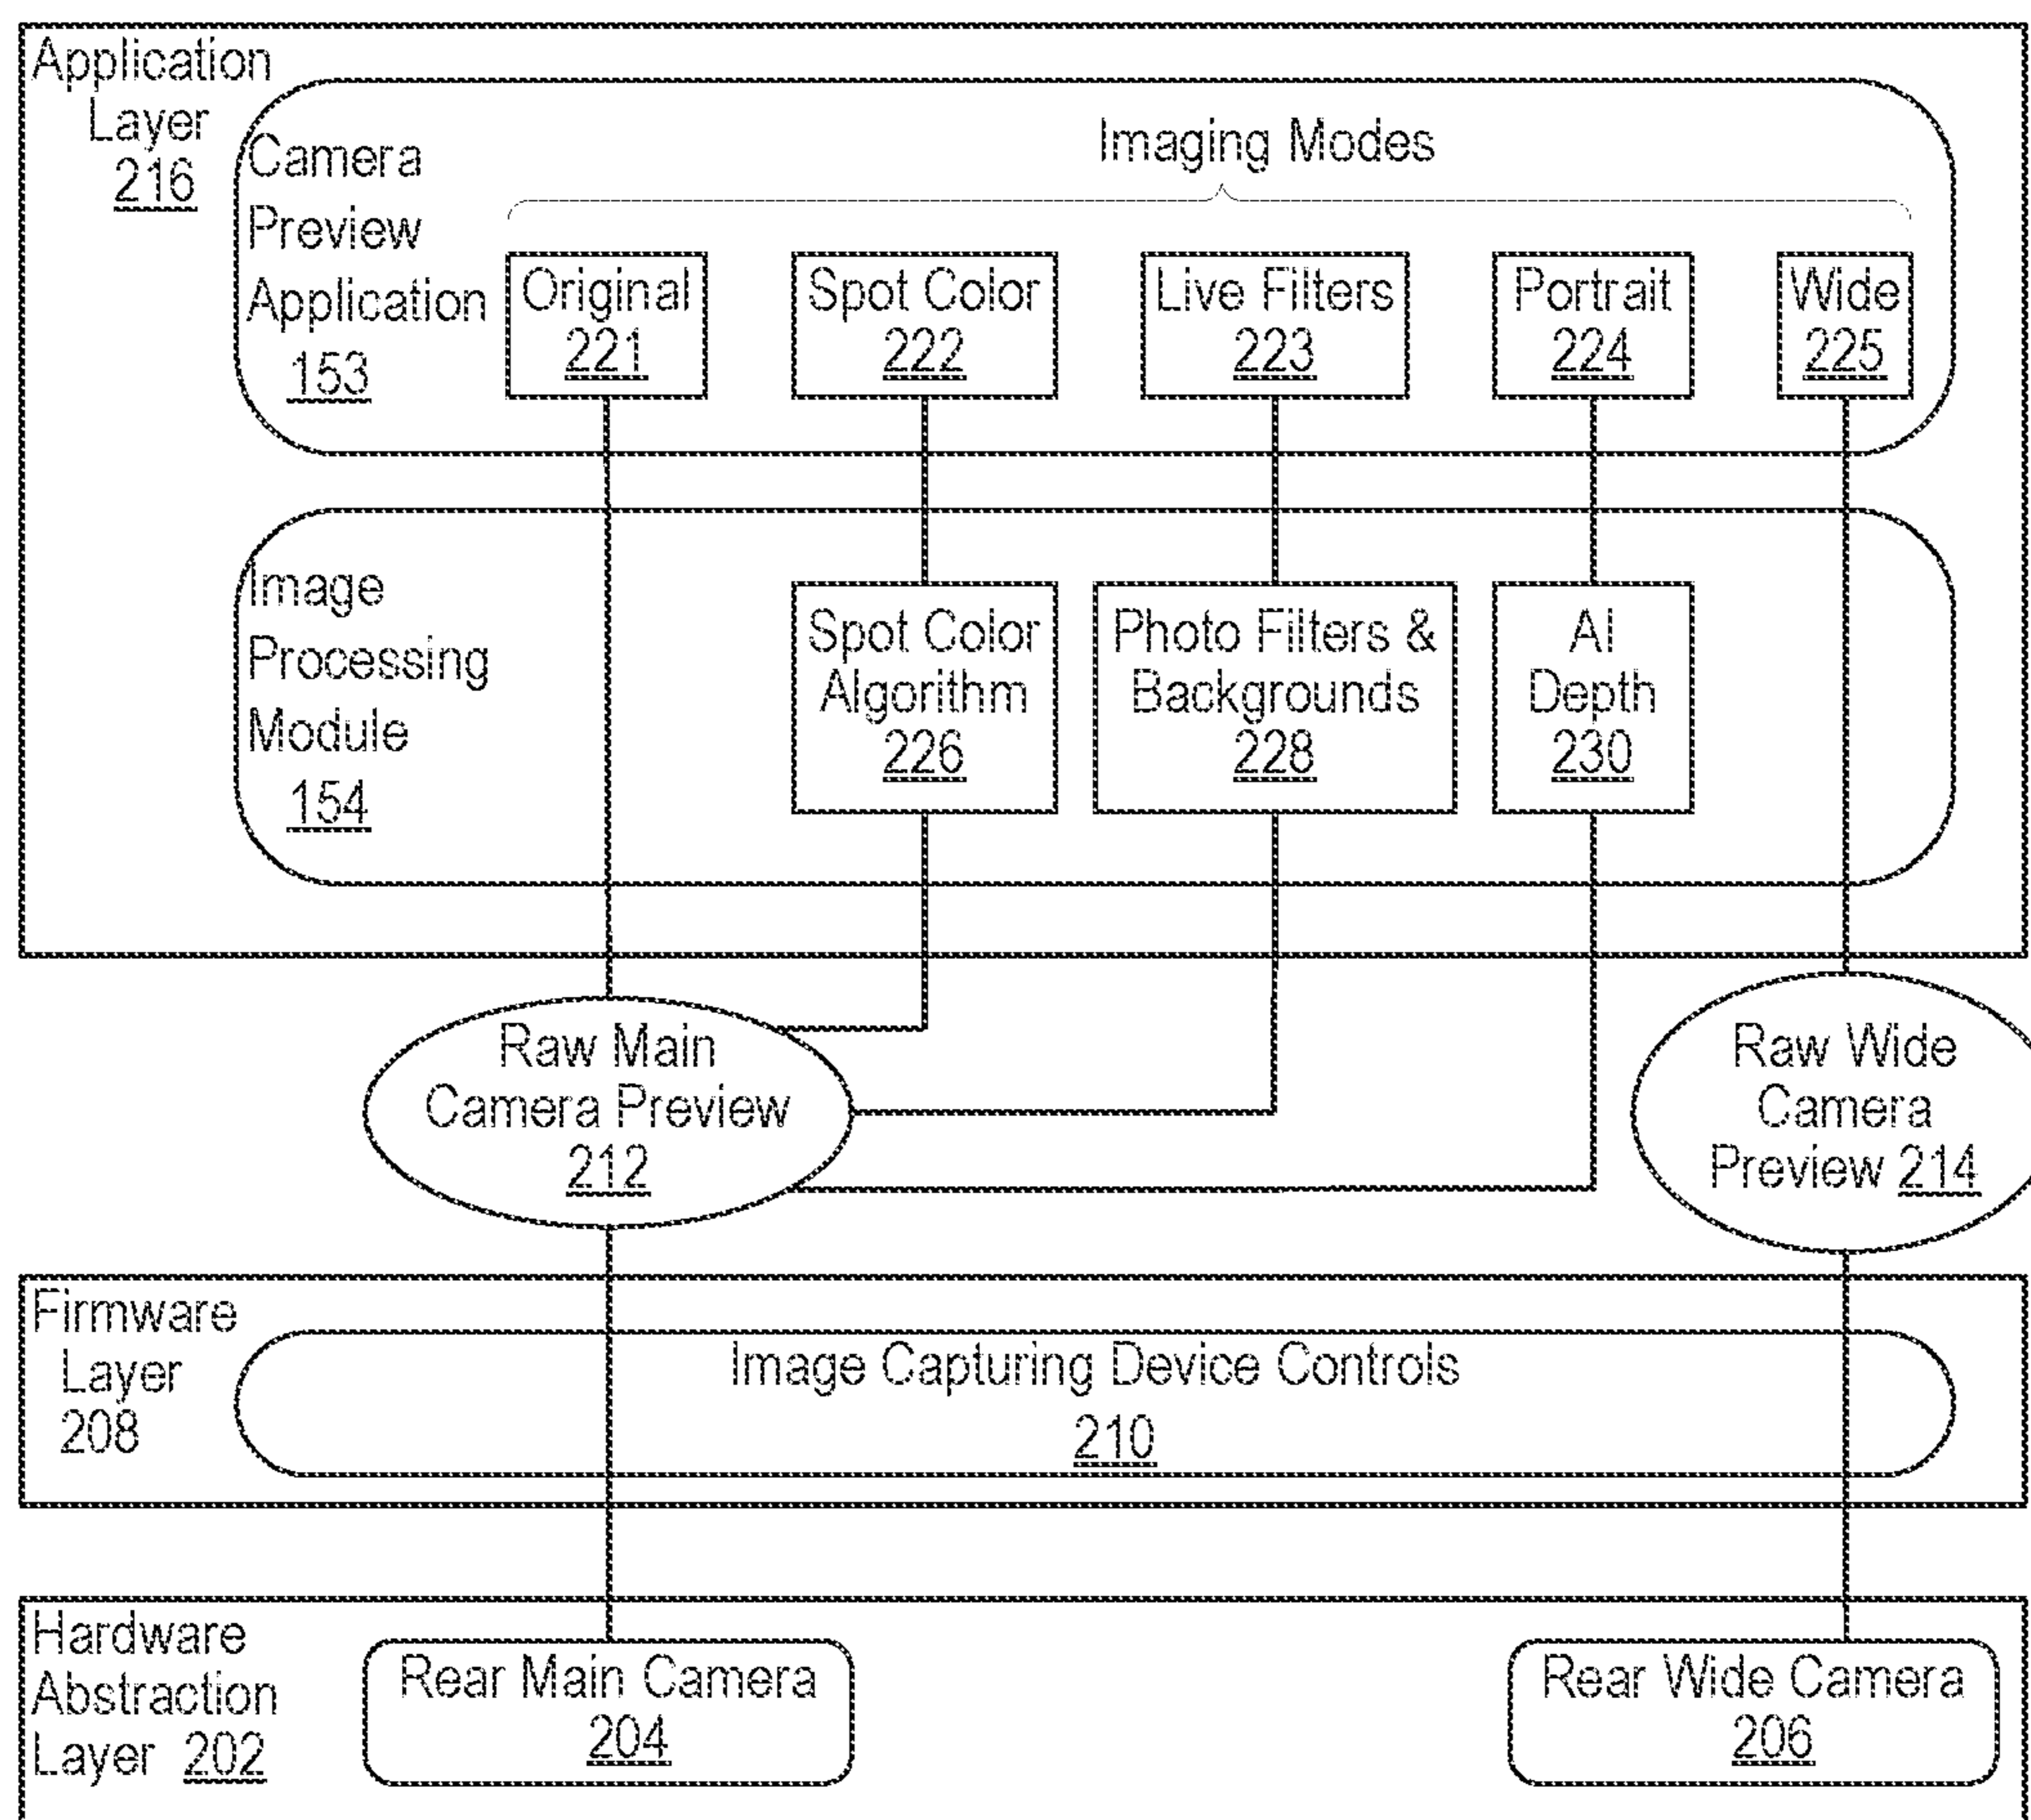 Application
Layer
216
Camera
Preview
Application
153
Imaging Modes
Original
221
Spot Color
222
Live Filters
223
Portrait
224
Wide
225
Image
Processing
Module
154
Spot Color
Algorithm
226
Photo Filters &
Backgrounds
228
AI
Depth
230
Raw Main
Camera Preview
212
Raw Wide
Camera
Preview 214
Firmware
Layer
208
Image Capturing Device Controls
210
Hardware
Abstraction
Layer 202
Rear Main Camera
204
Rear Wide Camera
206